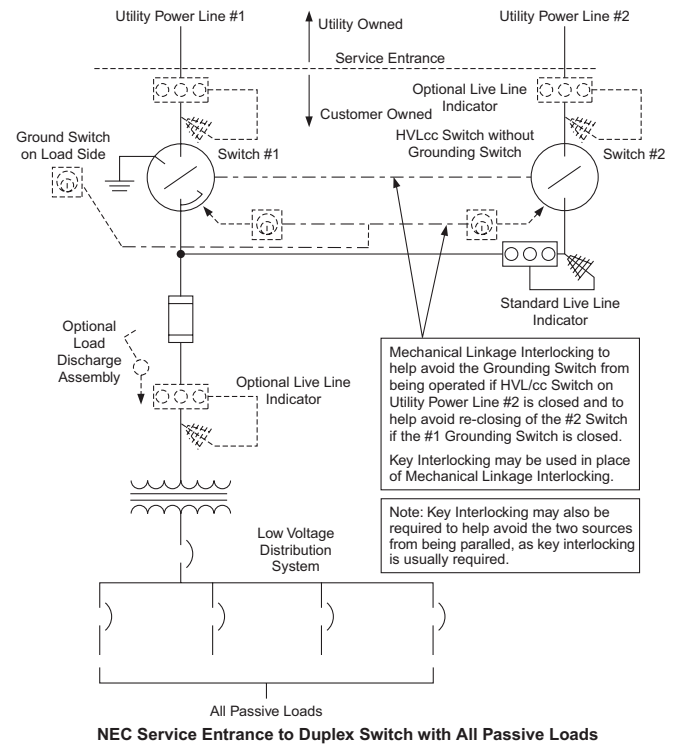 Utility Power Line #1
Utility Owned
Utility Power Line #2
Service Entrance
Optional Live Line
Indicator
Customer Owned
HVLcc Switch without
Grounding Switch
Ground Switch
on Load Side
Switch #1
Switch #2
Standard Live Line
Indicator
Optional
Load
Discharge
Assembly
Optional Live Line
Indicator
Mechanical Linkage Interlocking to
help avoid the Grounding Switch from
being operated if HVL/cc Switch on
Utility Power Line #2 is closed and to
help avoid re-closing of the #2 Switch
if the #1 Grounding Switch is closed.
Key Interlocking may be used in place
of Mechanical Linkage Interlocking.
Note: Key Interlocking may also be
required to help avoid the two sources
from being paralled, as key interlocking
is usually required.
Low Voltage
Distribution
System
All Passive Loads
NEC Service Entrance to Duplex Switch with All Passive Loads